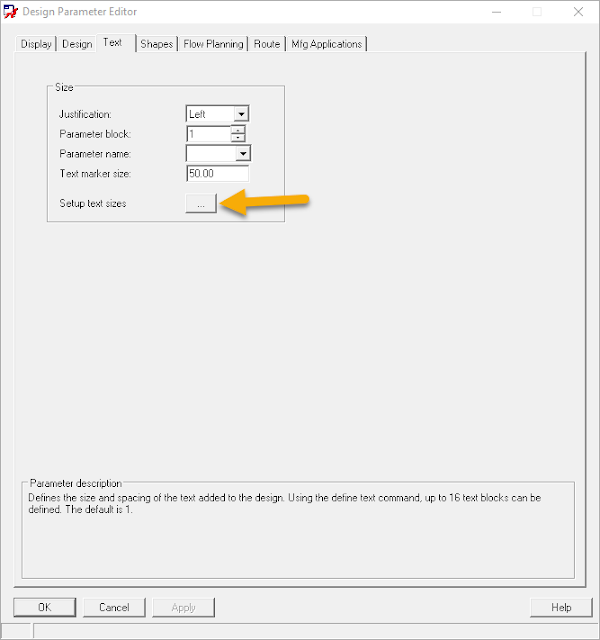 Design Parameter Editor
Display Design Text Shapes Flow Planning Route Mfg Applications
Size
Justification: Left
Parameter block: 1
Parameter name:
Text marker size: 50.00
Setup text sizes ...
Parameter description
Defines the size and spacing of the text added to the design. Using the define text command, up to 16 text blocks can be
defined. The default is 1.
OK Cancel Apply Help